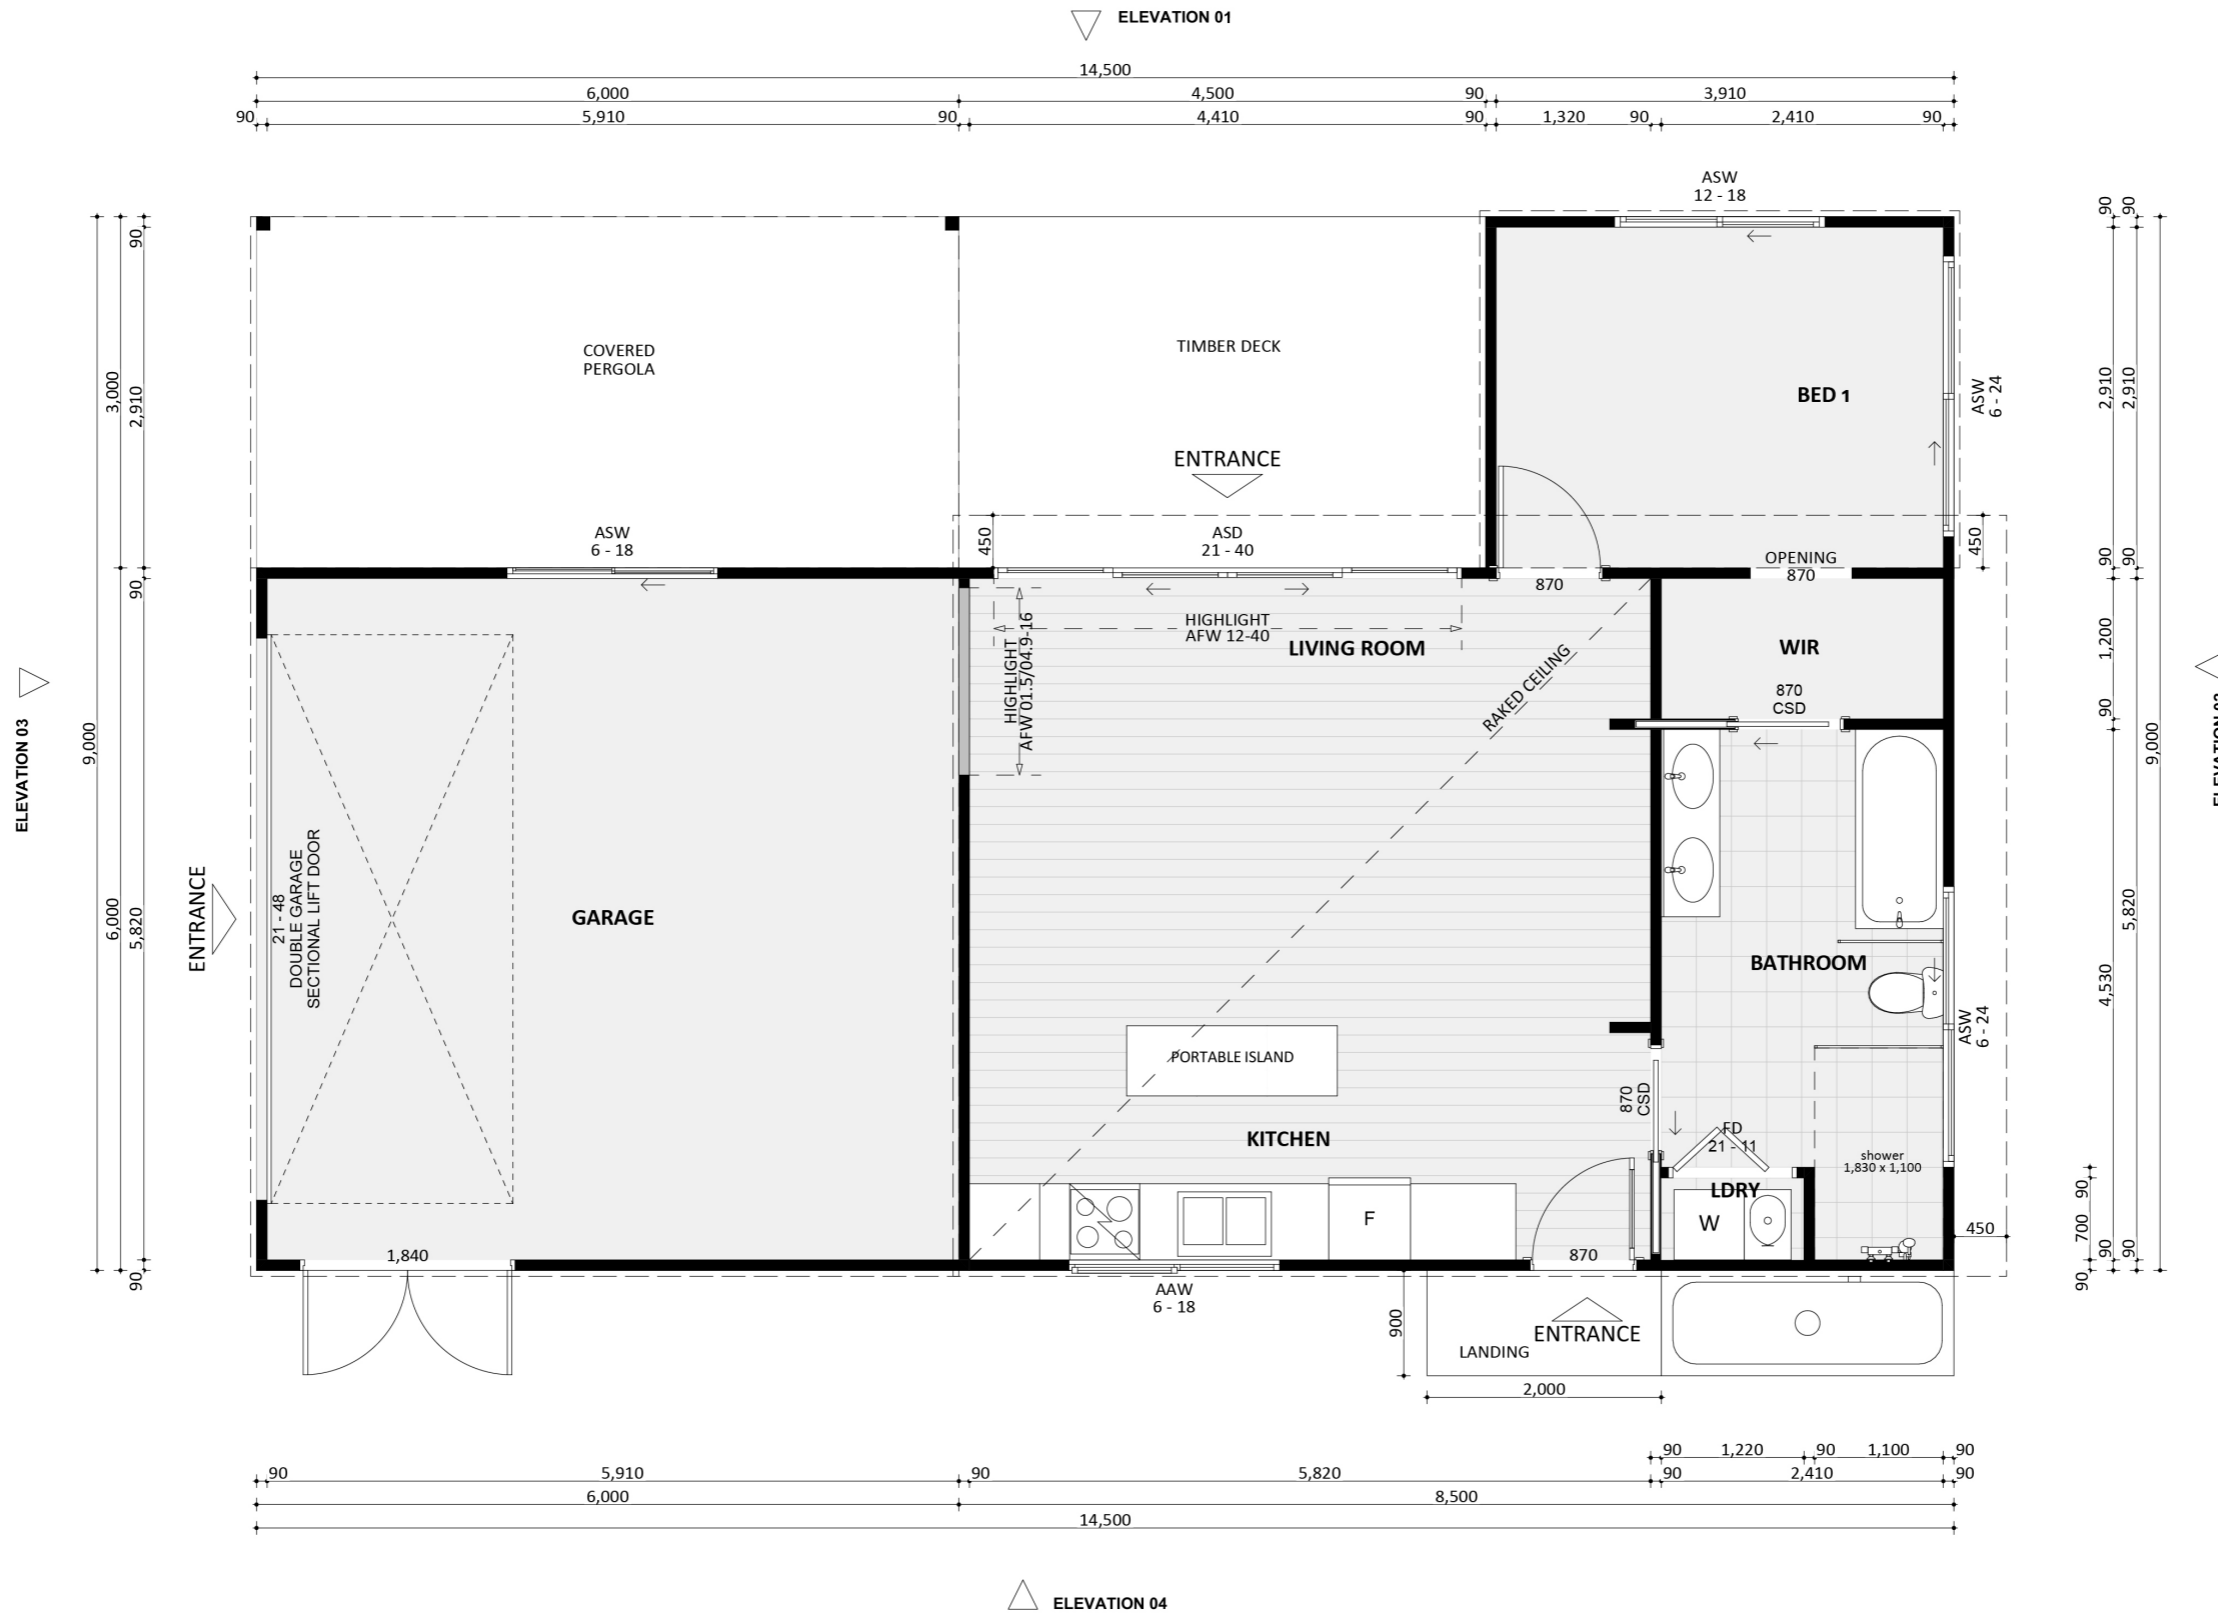 ELEVATION 01
14,500
6,000
4,500
90
3,910
90
5,910
90
4,410
90
1,320
90
2,410
90
ASW
12 - 18
90
90
90
3,000
2,910
COVERED
PERGOLA
TIMBER DECK
BED 1
ASW
6 - 24
2,910
2,910
ENTRANCE
ASW
6 - 18
450
ASD
21 - 40
450
OPENING
870
870
90
90
90
HIGHLIGHT
AFW 12-40
HIGHLIGHT
AFW 01.5/04.9-16
LIVING ROOM
RAKED CEILING
WIR
870
CSD
1,200
90
ELEVATION 03
9,000
9,000
6,000
5,820
ENTRANCE
21 - 48
DOUBLE GARAGE
SECTIONAL LIFT DOOR
GARAGE
BATHROOM
5,820
4,530
ASW
6 - 24
PORTABLE ISLAND
870
CSD
KITCHEN
FD
21 - 11
shower
1,830 x 1,100
LDRY
F
W
450
90
700
90
90
90
90
1,840
870
AAW
6 - 18
900
ENTRANCE
LANDING
2,000
90
1,220
90
1,100
90
90
5,910
90
5,820
90
2,410
90
6,000
8,500
14,500
ELEVATION 04